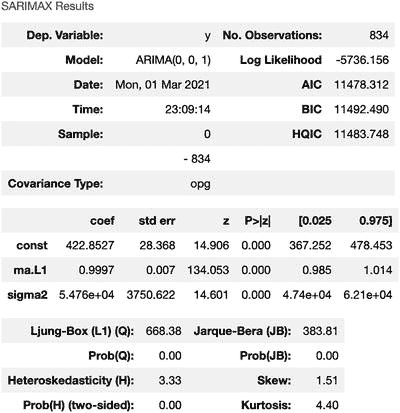 SARIMAX Results
Dep. Variable: y No. Observations: 834
Model: ARIMA(0, 0, 1) Log Likelihood -5736.156
Date: Mon, 01 Mar 2021 AIC 11478.312
Time: 23:09:14 BIC 11492.490
Sample: 0 HQIC 11483.748
- 834
Covariance Type: opg
coef std err z P>|z| [0.025 0.975]
const 422.8527 28.368 14.906 0.000 367.252 478.453
ma.L1 0.9997 0.007 134.053 0.000 0.985 1.014
sigma2 5.476e+04 3750.622 14.601 0.000 4.74e+04 6.21e+04
Ljung-Box (L1) (Q): 668.38 Jarque-Bera (JB): 383.81
Prob(Q): 0.00 Prob(JB): 0.00
Heteroskedasticity (H): 3.33 Skew: 1.51
Prob(H) (two-sided): 0.00 Kurtosis: 4.40